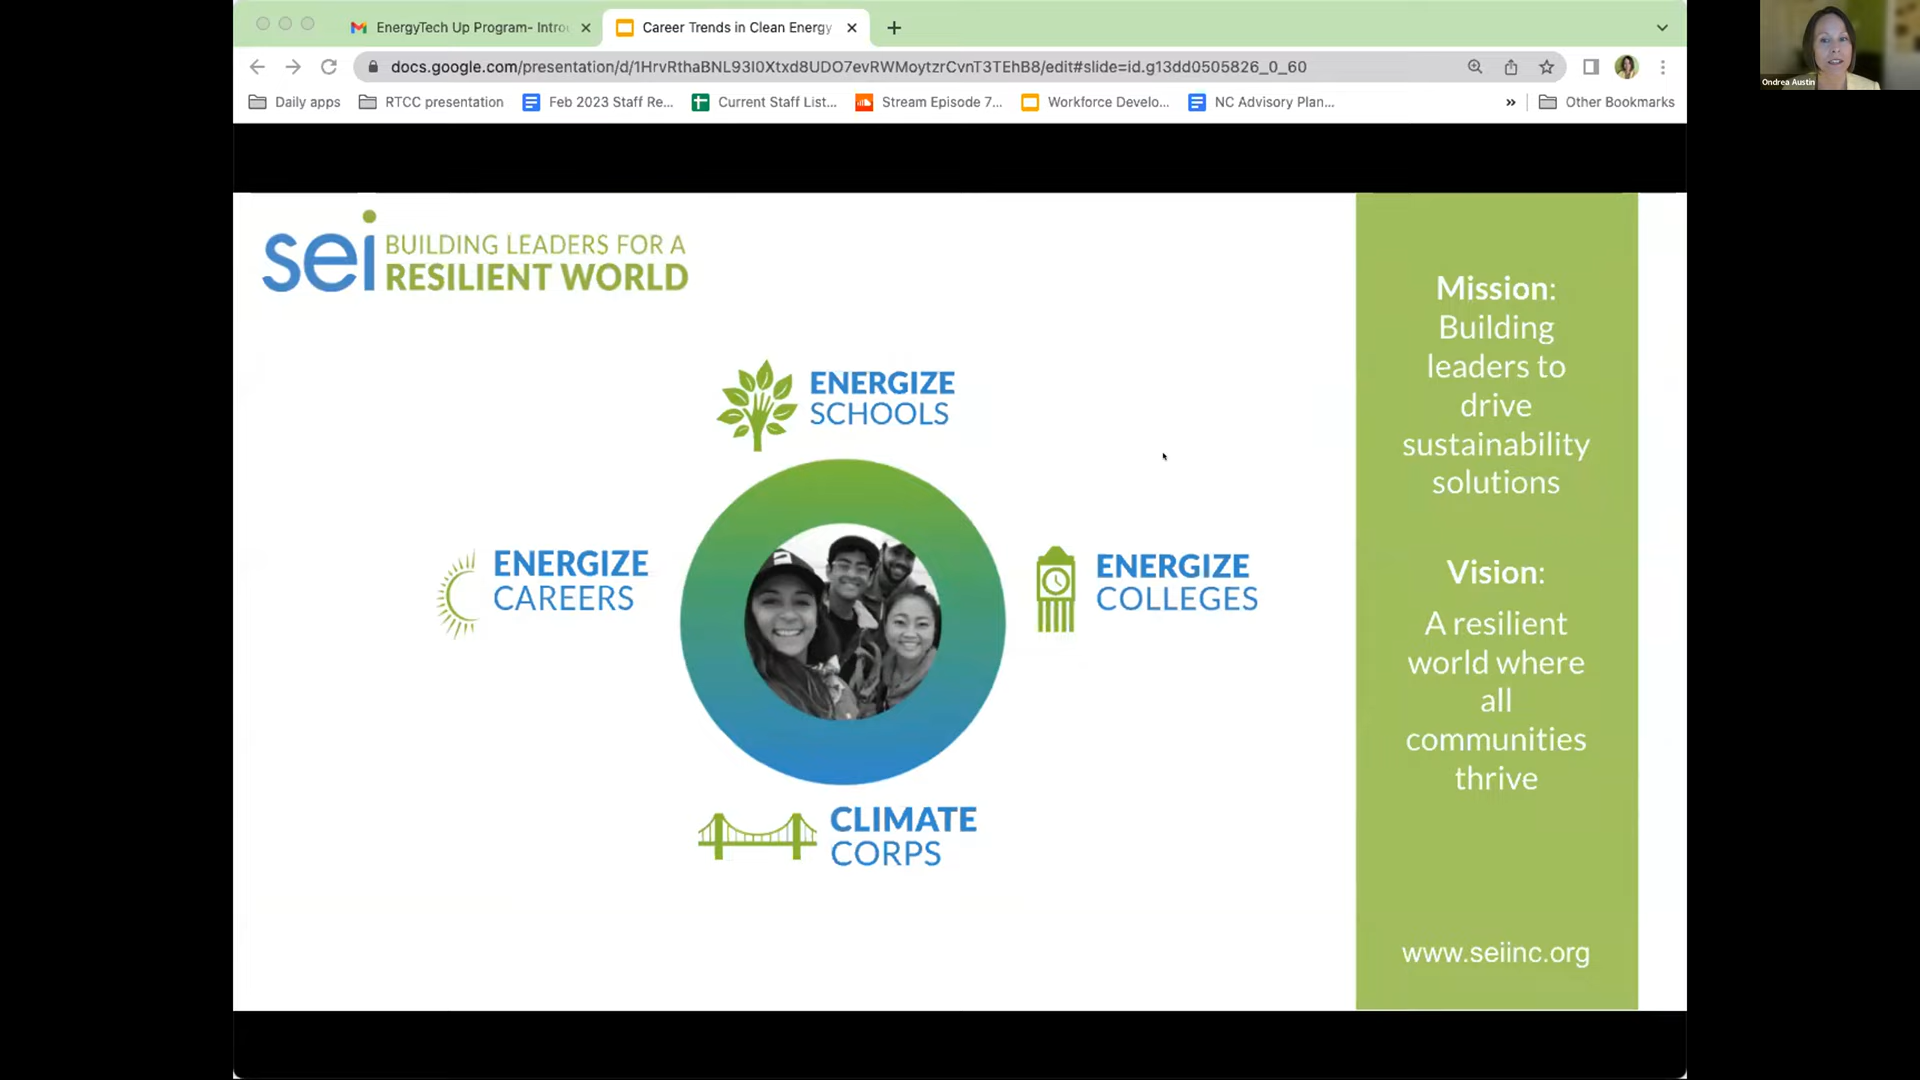 EnergyTech Up Program- Intro
Career Trends in Clean Energy
docs.google.com/presentation/d/1HrvRthaBNL93I0Xtxd8UDO7evRWMoytzrCvnT3TEhB8/edit#slide=id.g13dd0505826_0_60
Daily apps
RTCC presentation
Feb 2023 Staff Re...
Current Staff List...
Stream Episode 7...
Workforce Develo...
NC Advisory Plan...
»
Other Bookmarks
Ondrea Austin
sei
BUILDING LEADERS FOR A
RESILIENT WORLD
ENERGIZE
SCHOOLS
ENERGIZE
CAREERS
ENERGIZE
COLLEGES
CLIMATE
CORPS
Mission:
Building
leaders to
drive
sustainability
solutions
Vision:
A resilient
world where
all
communities
thrive
www.seiinc.org